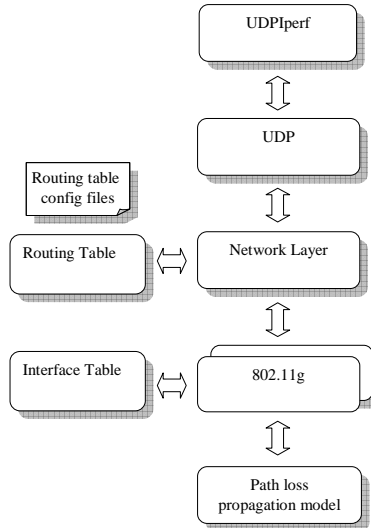 UDPIperf
UDP
Routing table
config files
Routing Table
Network Layer
Interface Table
802.11g
Path loss
propagation model